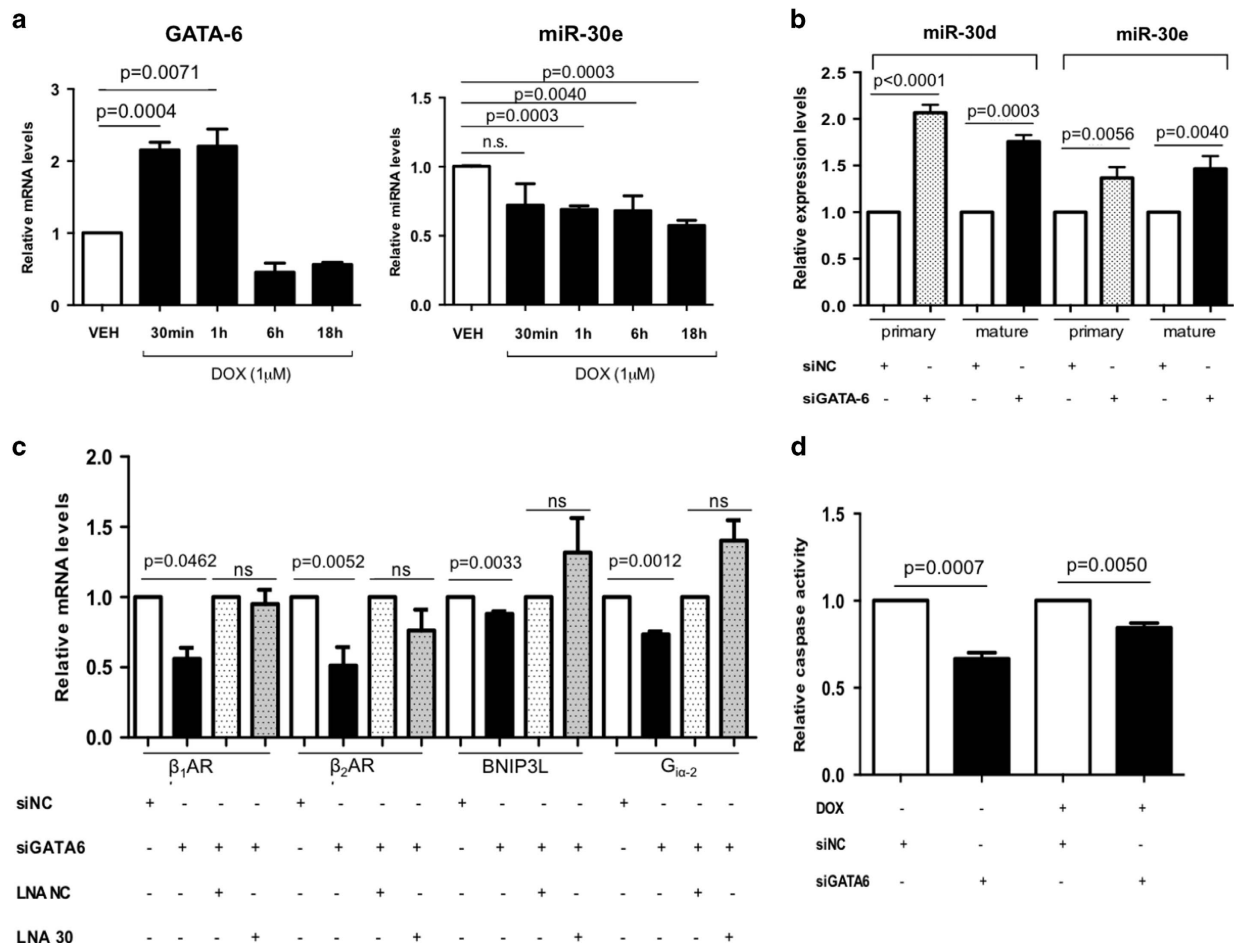 a
GATA-6
Relative mRNA levels
3
2
1
0
p=0.0071
p=0.0004
VEH 30min 1h 6h 18h
DOX (1μM)
miR-30e
Relative miRNA levels
1.5
1.0
0.5
0.0
p=0.0003
p=0.0040
p=0.0003
n.s.
VEH 30min 1h 6h 18h
DOX (1μM)
b
miR-30d miR-30e
Relative expression levels
2.5
2.0
1.5
1.0
0.5
0.0
p<0.0001
p=0.0003
p=0.0056
p=0.0040
primary mature primary mature
siNC + - + - + - + -
siGATA-6 - + - + - + - +
c
Relative mRNA levels
2.0
1.5
1.0
0.5
0.0
p=0.0462 ns p=0.0052 ns p=0.0033 ns p=0.0012 ns
β1AR β2AR BNIP3L Giα-2
siNC + - - - + - - - + - - - + - - -
siGATA6 - + + + - + + + - + + + - + + +
LNA NC - - + - - - + - - - + - - - + -
LNA 30 - - - + - - - + - - - + - - - +
d
Relative caspase activity
1.5
1.0
0.5
0.0
p=0.0007
p=0.0050
DOX - - + +
siNC + - + -
siGATA6 - + - +